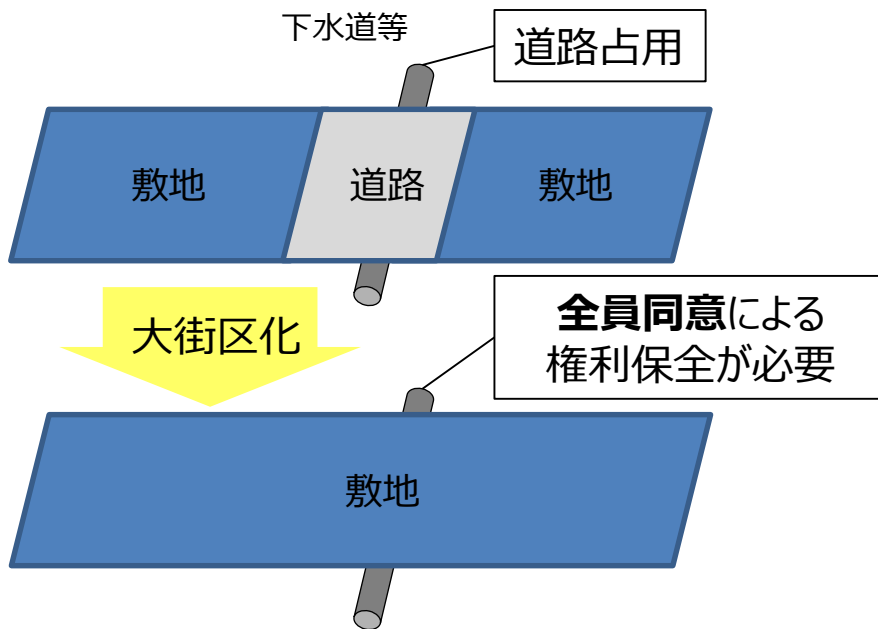 下水道等
道路占用
敷地
道路
敷地
大街区化
全員同意による
権利保全が必要
敷地